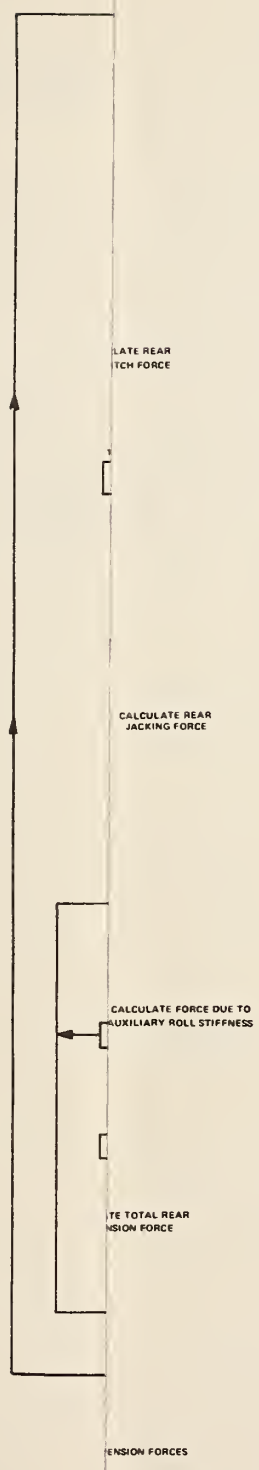 LATE REAR
TCH FORCE
CALCULATE REAR
JACKING FORCE
CALCULATE FORCE DUE TO
AUXILIARY ROLL STIFFNESS
TE TOTAL REAR
NSION FORCE
ENSION FORCES